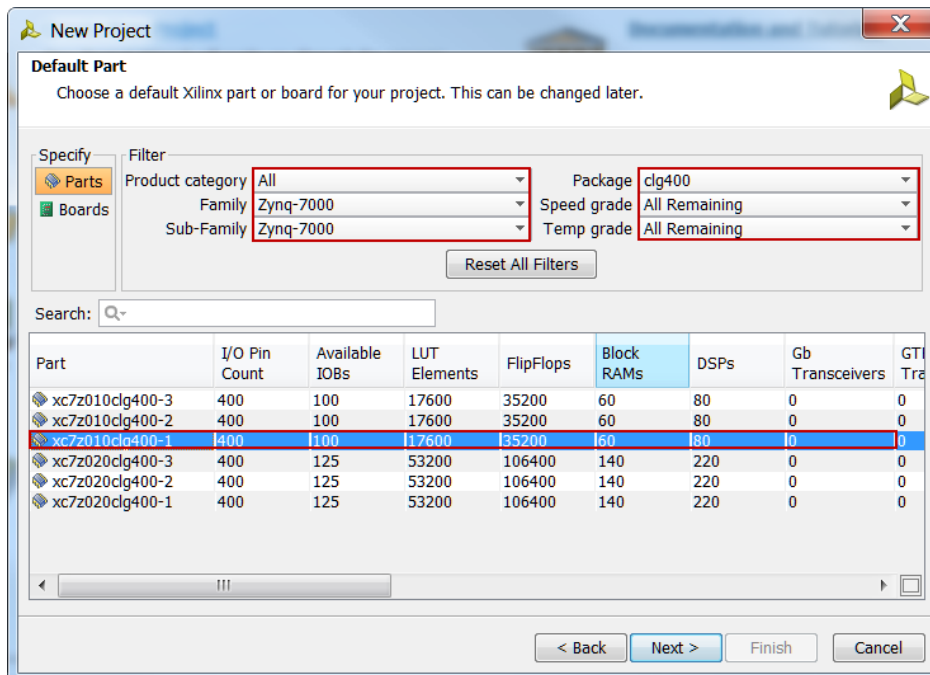 New Project
Default Part
Choose a default Xilinx part or board for your project. This can be changed later.
Specify
Filter
Parts
Boards
Product category All
Package clg400
Family Zynq-7000
Speed grade All Remaining
Sub-Family Zynq-7000
Temp grade All Remaining
Reset All Filters
Search:
Part I/O Pin Count Available IOBs LUT Elements FlipFlops Block RAMs DSPs Gb Transceivers
xc7z010clg400-3 400 100 17600 35200 60 80 0 0
xc7z010clg400-2 400 100 17600 35200 60 80 0 0
xc7z010clg400-1 400 100 17600 35200 60 80 0 0
xc7z020clg400-3 400 125 53200 106400 140 220 0 0
xc7z020clg400-2 400 125 53200 106400 140 220 0 0
xc7z020clg400-1 400 125 53200 106400 140 220 0 0
< Back Next > Finish Cancel